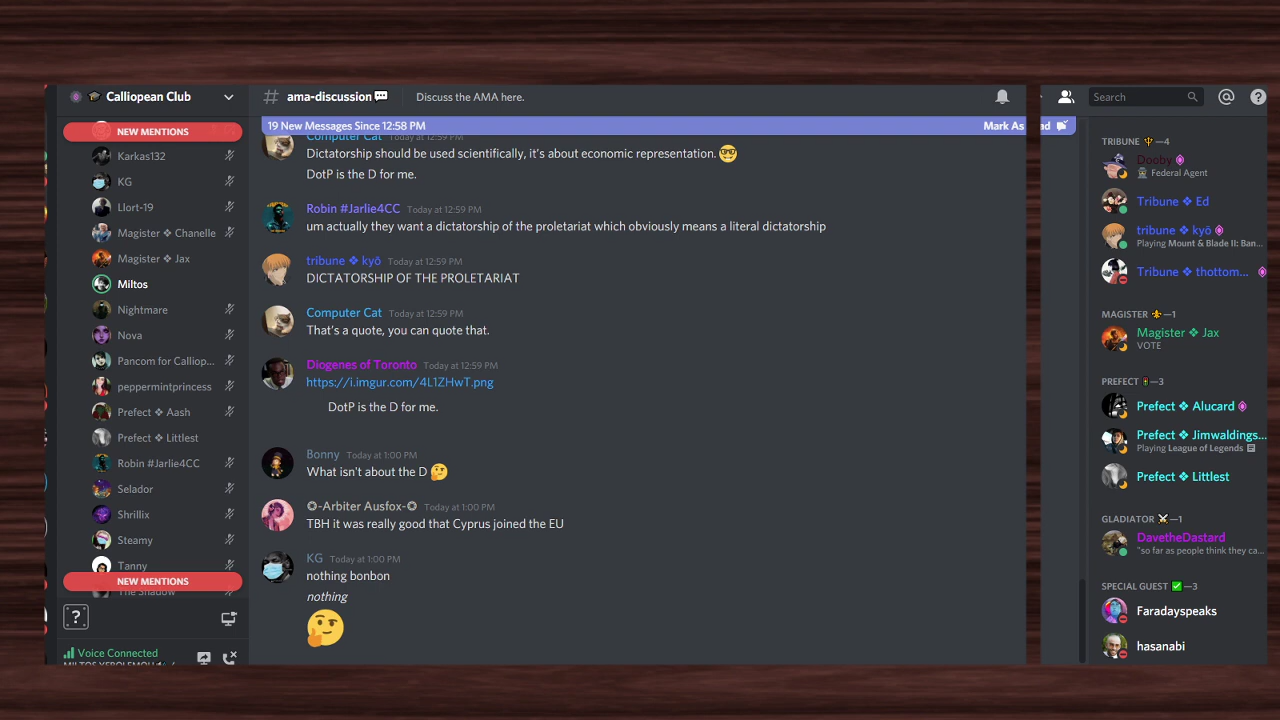 Calliopean Club
NEW MENTIONS
Karkas132
KG
Llort-19
Magister ❖ Chanelle
Magister ❖ Jax
Miltos
Nightmare
Nova
Pancom for Calliop...
peppermintprincess
Prefect ❖ Aash
Prefect ❖ Littlest
Robin #Jarlie4CC
Selador
Shrillix
Steamy
Tanny
NEW MENTIONS
The Shadow
?
Voice Connected
# ama-discussion💬
Discuss the AMA here.
19 New Messages Since 12:58 PM
Mark As
Computer Cat Today at 12:59 PM
Dictatorship should be used scientifically, it's about economic representation. 🤓
DotP is the D for me.
Robin #Jarlie4CC Today at 12:59 PM
um actually they want a dictatorship of the proletariat which obviously means a literal dictatorship
tribune ❖ kyō Today at 12:59 PM
DICTATORSHIP OF THE PROLETARIAT
Computer Cat Today at 12:59 PM
That's a quote, you can quote that.
Diogenes of Toronto Today at 12:59 PM
https://i.imgur.com/4L1ZHwT.png
DotP is the D for me.
Bonny Today at 1:00 PM
What isn't about the D 🤔
✪-Arbiter Ausfox-✪ Today at 1:00 PM
TBH it was really good that Cyprus joined the EU
KG Today at 1:00 PM
nothing bonbon
nothing
🤔
Search
@
?
ad
TRIBUNE 🔱—4
Dooby
Federal Agent
Tribune ❖ Ed
tribune ❖ kyō
Playing Mount & Blade II: Ban...
Tribune ❖ thottom...
MAGISTER ⚜—1
Magister ❖ Jax
VOTE
PREFECT —3
Prefect ❖ Alucard
Prefect ❖ Jimwaldings...
Playing League of Legends
Prefect ❖ Littlest
GLADIATOR ⚔—1
DavetheDastard
"so far as people think they ca...
SPECIAL GUEST ✅—3
Faradayspeaks
hasanabi